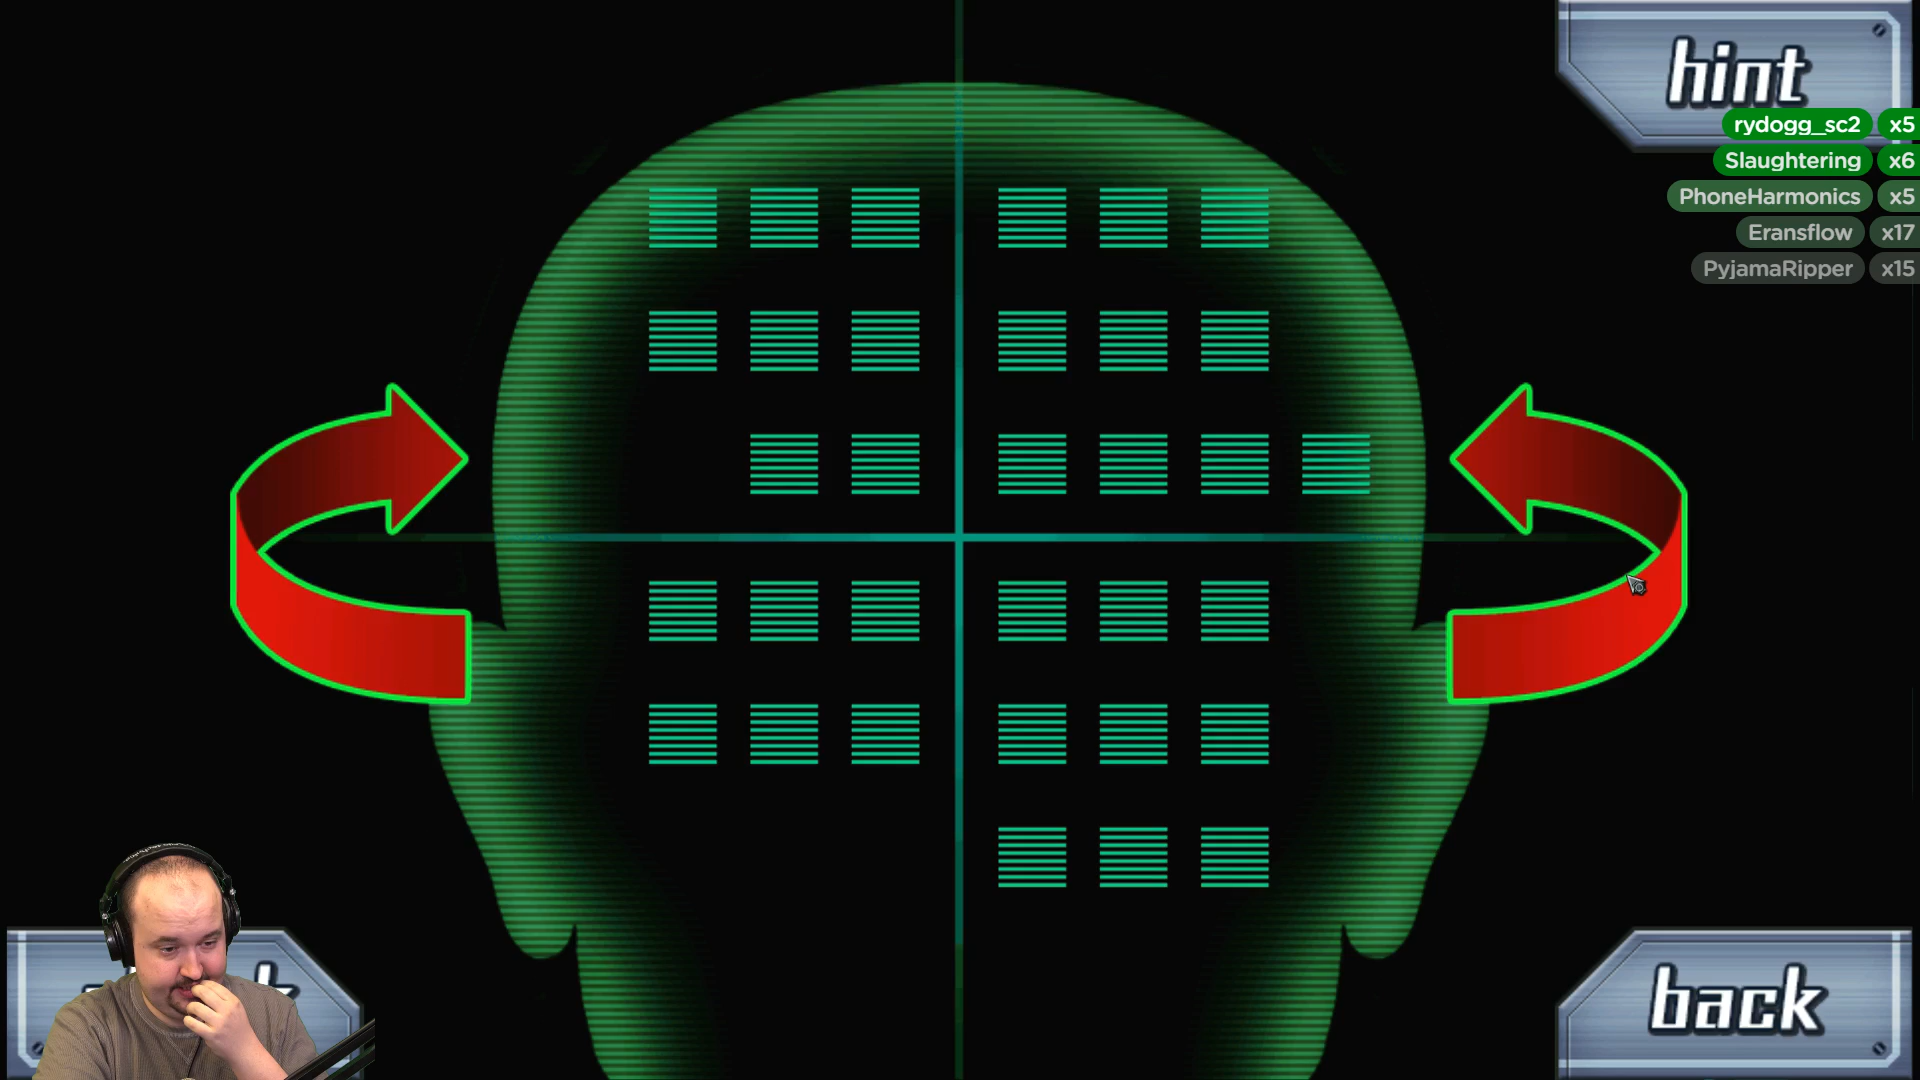 hint
rydogg_sc2 x5
Slaughtering x6
PhoneHarmonics x5
Eransflow x17
PyjamaRipper x15
back